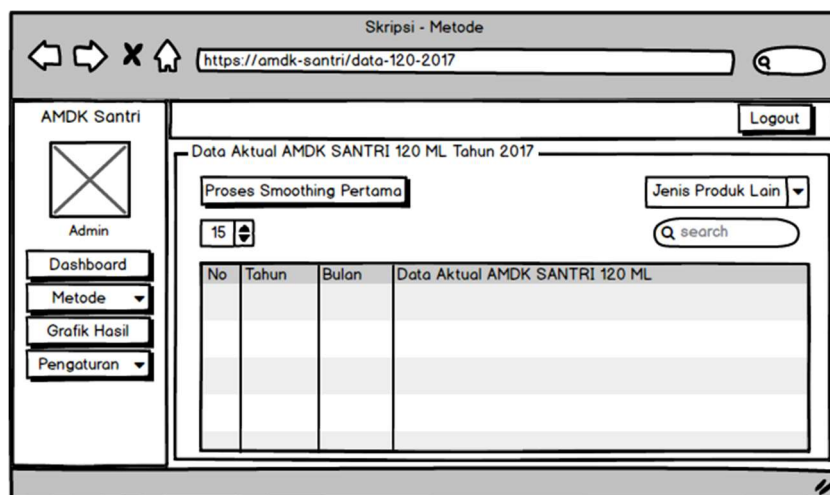 Skripsi - Metode
https://amdk-santri/data-120-2017
AMDK Santri
Logout
Admin
Dashboard
Metode
Grafik Hasil
Pengaturan
Data Aktual AMDK SANTRI 120 ML Tahun 2017
Proses Smoothing Pertama
Jenis Produk Lain
15
search
No Tahun Bulan Data Aktual AMDK SANTRI 120 ML